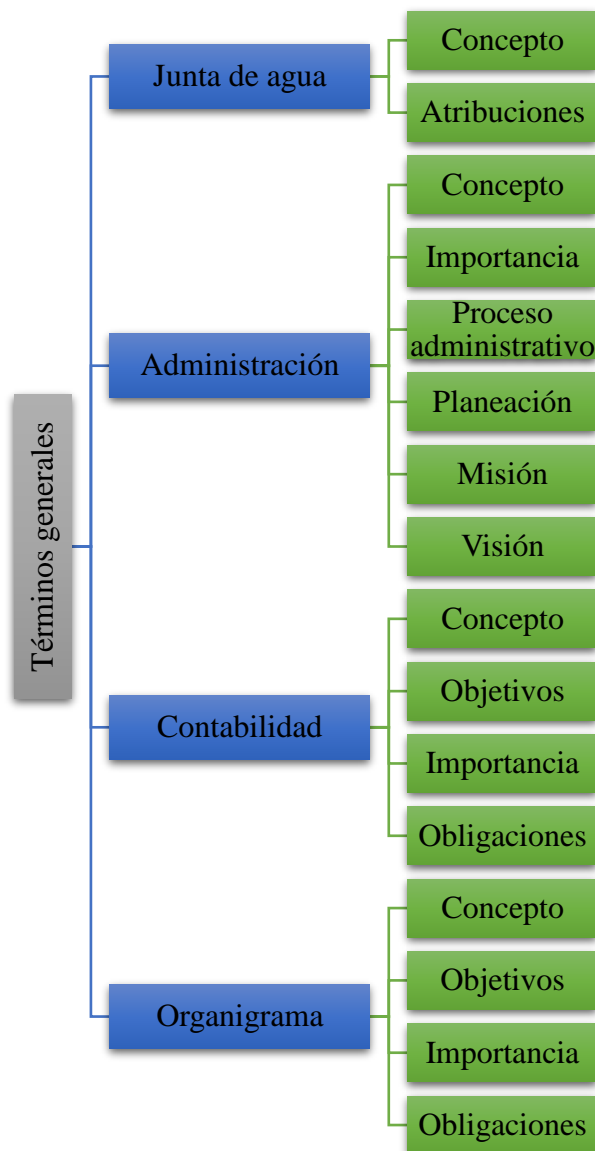 Términos generales
Junta de agua
Concepto
Atribuciones
Administración
Concepto
Importancia
Proceso
administrativo
Planeación
Misión
Visión
Contabilidad
Concepto
Objetivos
Importancia
Obligaciones
Organigrama
Concepto
Objetivos
Importancia
Obligaciones